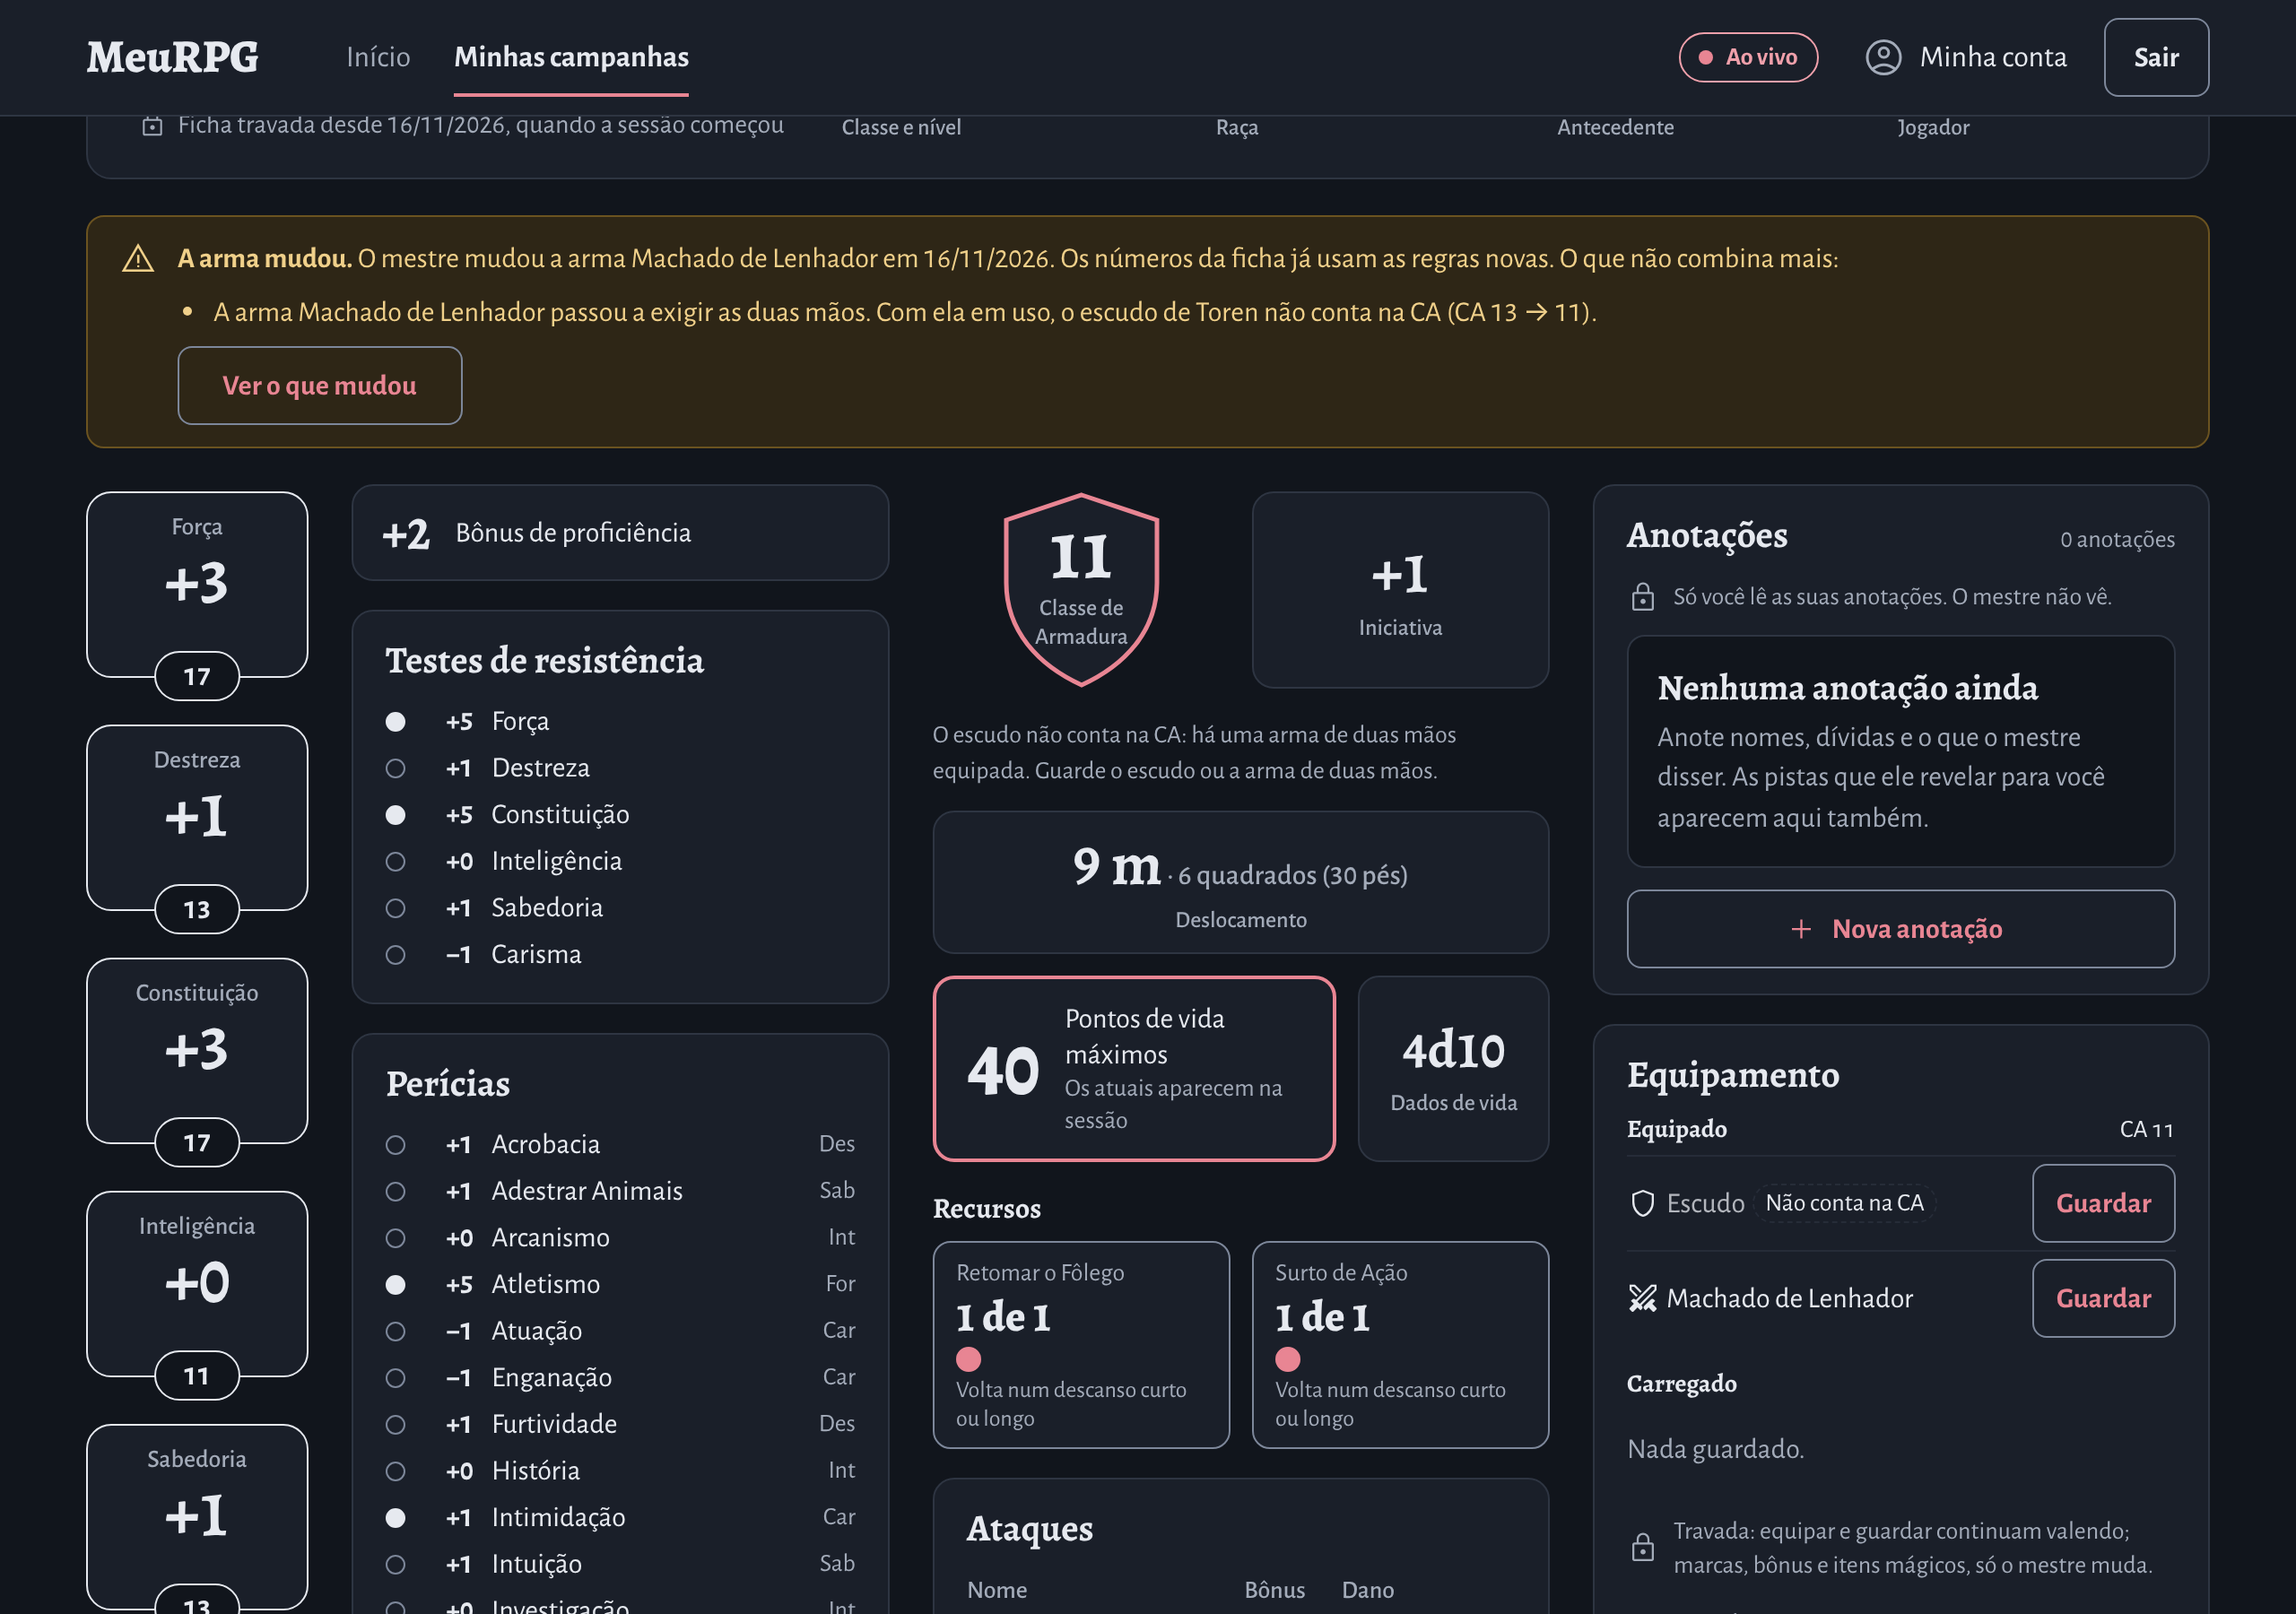 MeuRPG
Início
Minhas campanhas
Ao vivo
Minha conta
Sair
Ficha travada desde 16/11/2026, quando a sessão começou
Classe e nível
Raça
Antecedente
Jogador
A arma mudou. O mestre mudou a arma Machado de Lenhador em 16/11/2026. Os números da ficha já usam as regras novas. O que não combina mais:
• A arma Machado de Lenhador passou a exigir as duas mãos. Com ela em uso, o escudo de Toren não conta na CA (CA 13 → 11).
Ver o que mudou
Força
+3
17
Destreza
+1
13
Constituição
+3
17
Inteligência
+0
11
Sabedoria
+1
13
+2 Bônus de proficiência
Testes de resistência
+5 Força
+1 Destreza
+5 Constituição
+0 Inteligência
+1 Sabedoria
−1 Carisma
Perícias
+1 Acrobacia Des
+1 Adestrar Animais Sab
+0 Arcanismo Int
+5 Atletismo For
−1 Atuação Car
−1 Enganação Car
+1 Furtividade Des
+0 História Int
+1 Intimidação Car
+1 Intuição Sab
+0 Investigação Int
11
Classe de
Armadura
+1
Iniciativa
O escudo não conta na CA: há uma arma de duas mãos
equipada. Guarde o escudo ou a arma de duas mãos.
9 m · 6 quadrados (30 pés)
Deslocamento
40
Pontos de vida
máximos
Os atuais aparecem na
sessão
4d10
Dados de vida
Recursos
Retomar o Fôlego
1 de 1
Volta num descanso curto
ou longo
Surto de Ação
1 de 1
Volta num descanso curto
ou longo
Ataques
Nome Bônus Dano
Anotações
0 anotações
Só você lê as suas anotações. O mestre não vê.
Nenhuma anotação ainda
Anote nomes, dívidas e o que o mestre
disser. As pistas que ele revelar para você
aparecem aqui também.
+ Nova anotação
Equipamento
Equipado CA 11
Escudo Não conta na CA Guardar
Machado de Lenhador Guardar
Carregado
Nada guardado.
Travada: equipar e guardar continuam valendo;
marcas, bônus e itens mágicos, só o mestre muda.